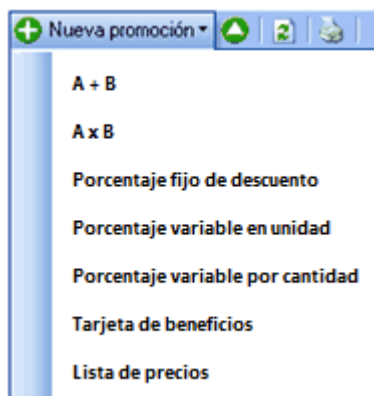 Nueva promoción
A + B
A x B
Porcentaje fijo de descuento
Porcentaje variable en unidad
Porcentaje variable por cantidad
Tarjeta de beneficios
Lista de precios